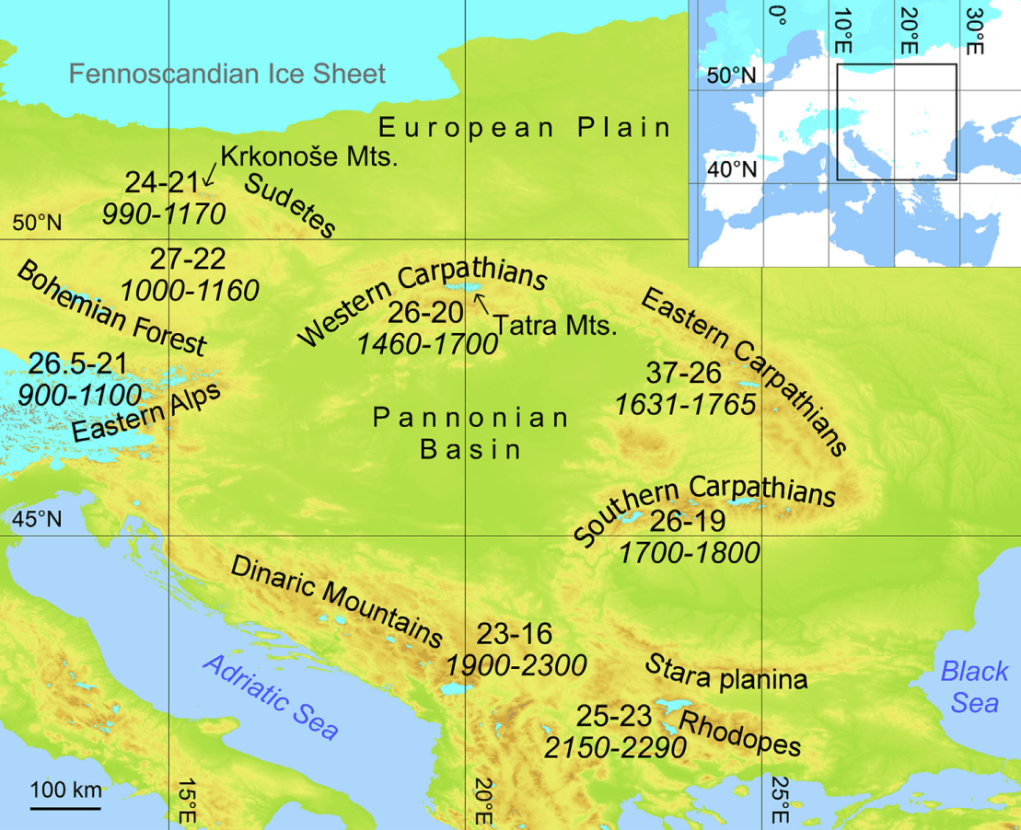 Fennoscandian Ice Sheet
European Plain
Krkonoše Mts.
24-21
990-1170
Sudetes
50°N
27-22
1000-1160
Bohemian Forest
Western Carpathians
26-20
1460-1700
Tatra Mts.
Eastern Carpathians
26.5-21
900-1100
Eastern Alps
37-26
1631-1765
Pannonian
Basin
Southern Carpathians
26-19
1700-1800
45°N
Dinaric Mountains
23-16
1900-2300
Stara planina
Adriatic Sea
Black
Sea
25-23
2150-2290
Rhodopes
100 km
15°E
20°E
25°E
0°
10°E
20°E
30°E
50°N
40°N